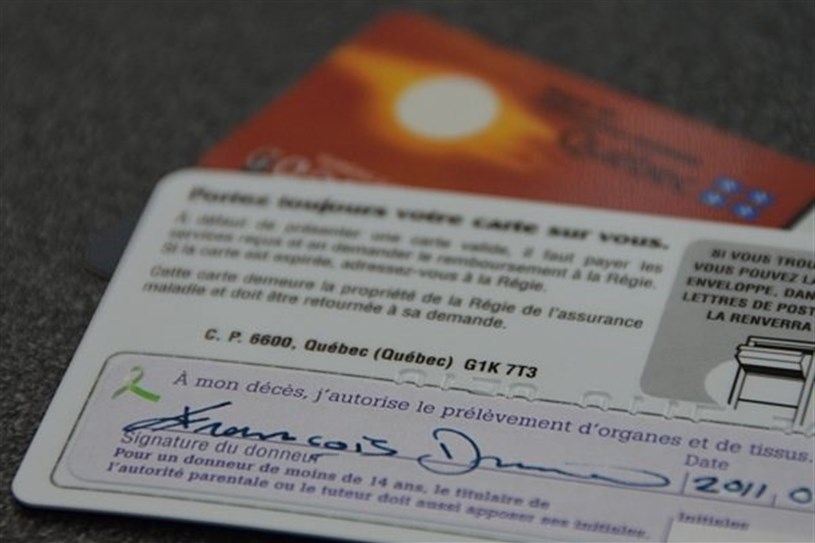 Québec
Portez toujours votre carte sur vous.
À défaut de présenter une carte valide, il faut payer les
services reçus et en demander le remboursement à la Régie.
Si la carte est expirée, adressez-vous à la Régie.
Cette carte demeure la propriété de la Régie de l'assurance
maladie et doit être retournée à sa demande.
C. P. 6600, Québec (Québec) G1K 7T3
SI VOUS TROU
VOUS POUVEZ LA
ENVELOPPE, DAN
LETTRES DE POST
LA RENVERRA
À mon décès, j'autorise le prélèvement d'organes et de tissus.
François
Signature du donneur
Date
2011 0
Pour un donneur de moins de 14 ans, le titulaire de
l'autorité parentale ou le tuteur doit aussi apposer ses initiales.
Initiales